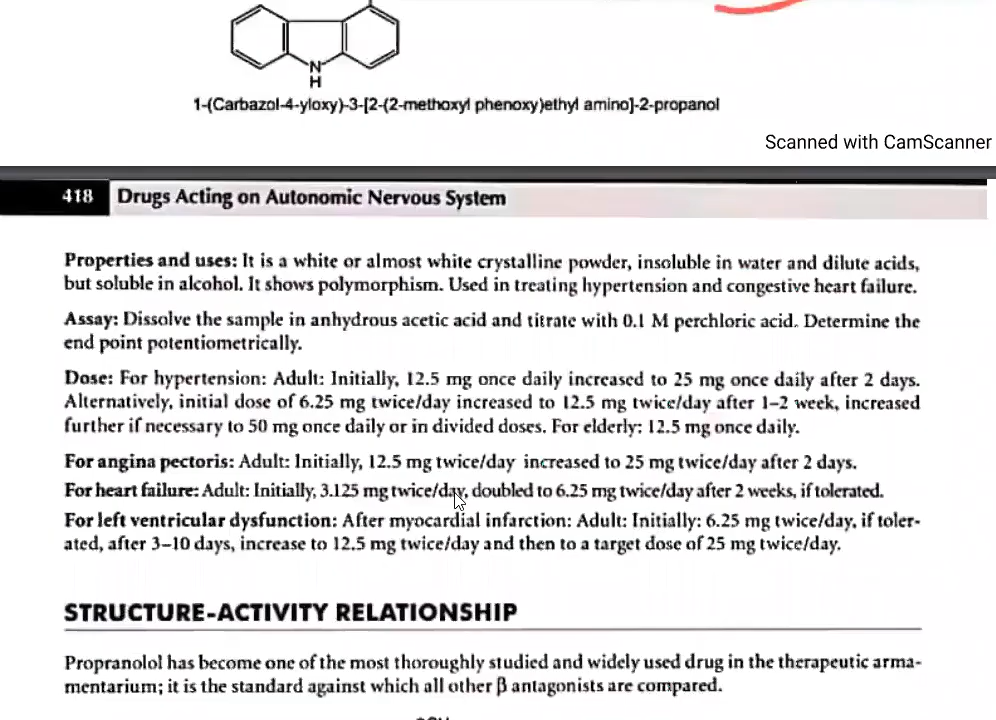 N
H
1-(Carbazol-4-yloxy)-3-[2-(2-methoxyl phenoxy)ethyl amino]-2-propanol
Scanned with CamScanner
418 Drugs Acting on Autonomic Nervous System
Properties and uses: It is a white or almost white crystalline powder, insoluble in water and dilute acids,
but soluble in alcohol. It shows polymorphism. Used in treating hypertension and congestive heart failure.
Assay: Dissolve the sample in anhydrous acetic acid and titrate with 0.1 M perchloric acid. Determine the
end point potentiometrically.
Dose: For hypertension: Adult: Initially, 12.5 mg once daily increased to 25 mg once daily after 2 days.
Alternatively, initial dose of 6.25 mg twice/day increased to 12.5 mg twice/day after 1–2 week, increased
further if necessary to 50 mg once daily or in divided doses. For elderly: 12.5 mg once daily.
For angina pectoris: Adult: Initially, 12.5 mg twice/day increased to 25 mg twice/day after 2 days.
For heart failure: Adult: Initially, 3.125 mg twice/day, doubled to 6.25 mg twice/day after 2 weeks, if tolerated.
For left ventricular dysfunction: After myocardial infarction: Adult: Initially: 6.25 mg twice/day, if toler-
ated, after 3–10 days, increase to 12.5 mg twice/day and then to a target dose of 25 mg twice/day.
STRUCTURE-ACTIVITY RELATIONSHIP
Propranolol has become one of the most thoroughly studied and widely used drug in the therapeutic arma-
mentarium; it is the standard against which all other β antagonists are compared.